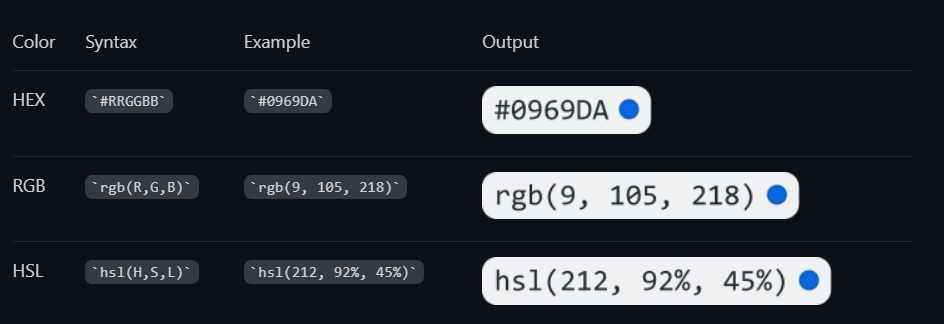 Color Syntax Example Output
HEX `#RRGGBB` `#0969DA` #0969DA
RGB `rgb(R,G,B)` `rgb(9, 105, 218)` rgb(9, 105, 218)
HSL `hsl(H,S,L)` `hsl(212, 92%, 45%)` hsl(212, 92%, 45%)